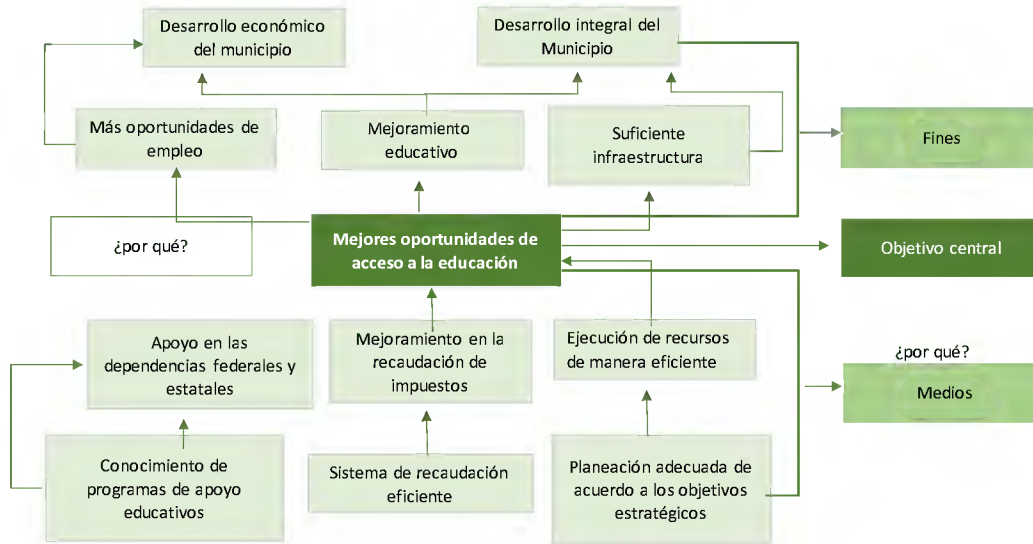 Desarrollo económico
del municipio
Desarrollo integral del
Municipio
Más oportunidades de
empleo
Mejoramiento
educativo
Suficiente
infraestructura
Fines
¿por qué?
Mejores oportunidades de
acceso a la educación
Objetivo central
Apoyo en las
dependencias federales y
estatales
Mejoramiento en la
recaudación de
impuestos
Ejecución de recursos
de manera eficiente
¿por qué?
Medios
Conocimiento de
programas de apoyo
educativos
Sistema de recaudación
eficiente
Planeación adecuada de
acuerdo a los objetivos
estratégicos